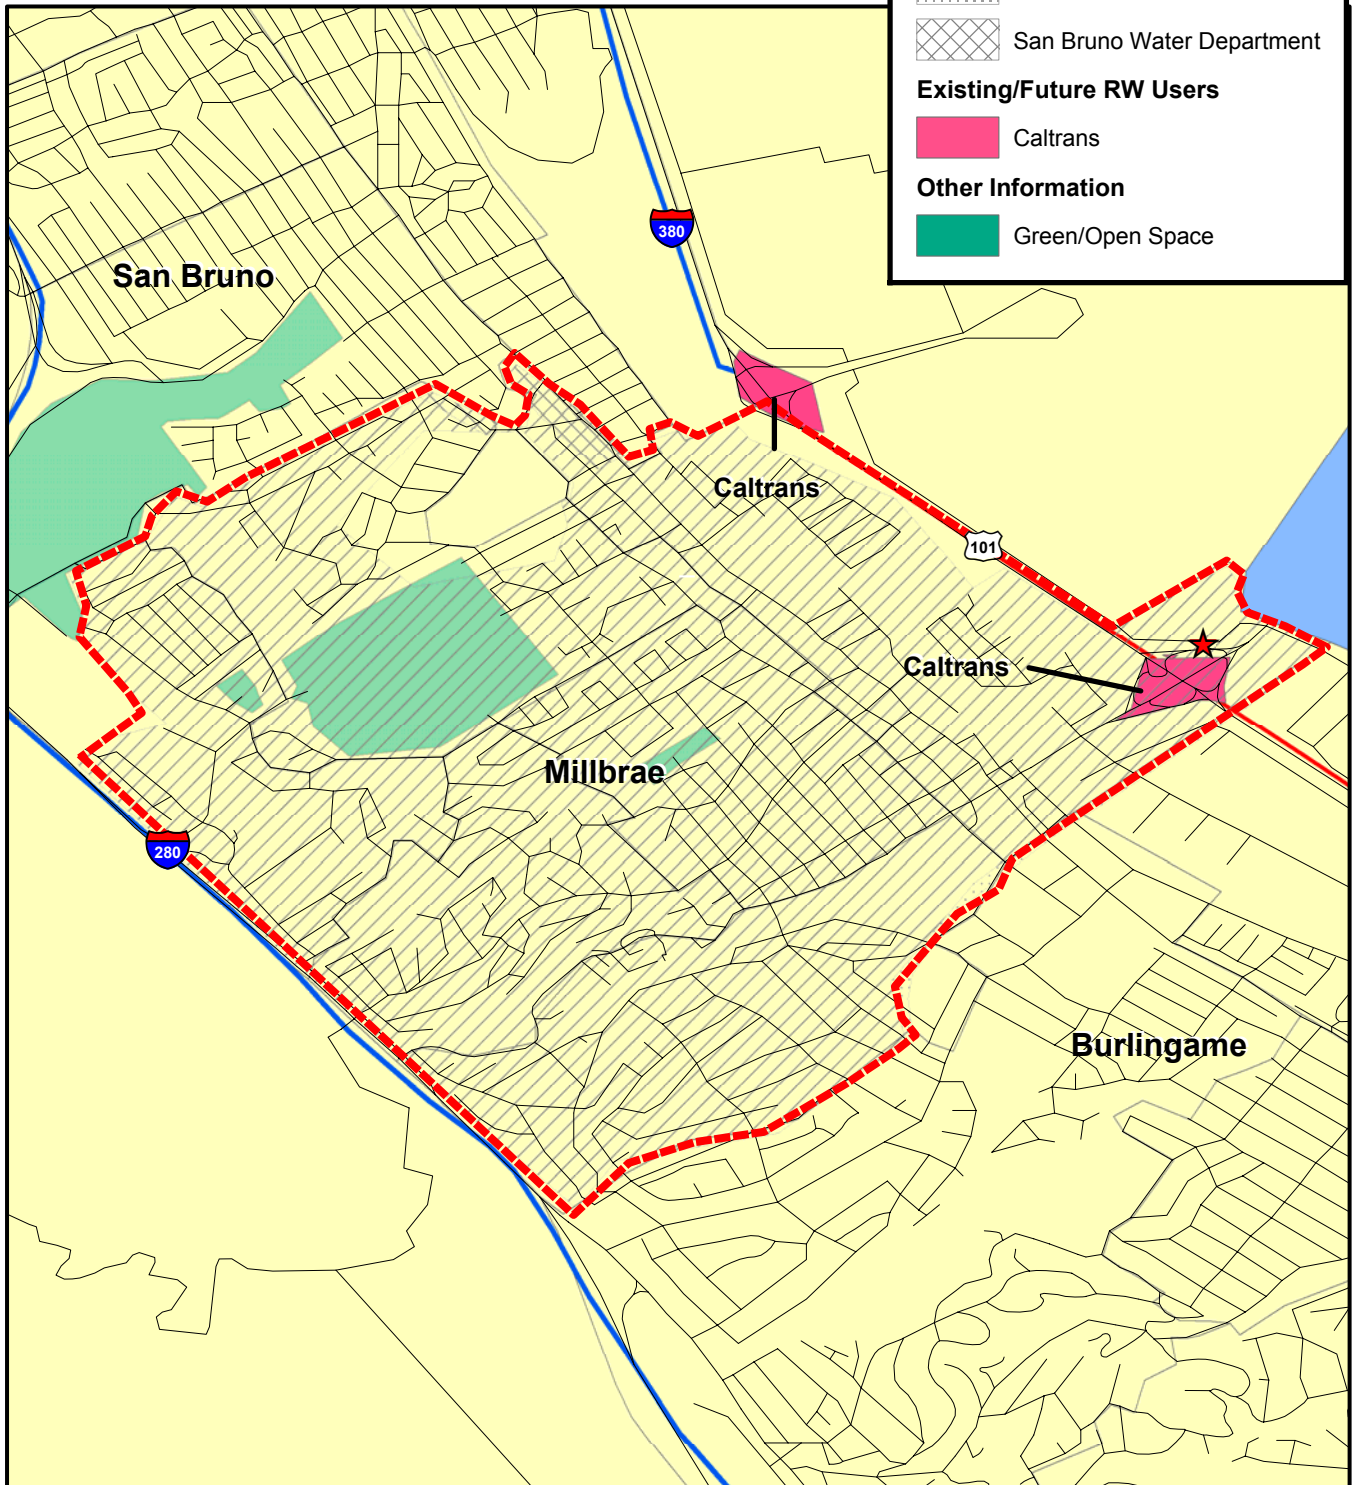 San Bruno Water Department
Existing/Future RW Users
Caltrans
Other Information
Green/Open Space
380
San Bruno
Caltrans
101
Caltrans
Millbrae
280
Burlingame